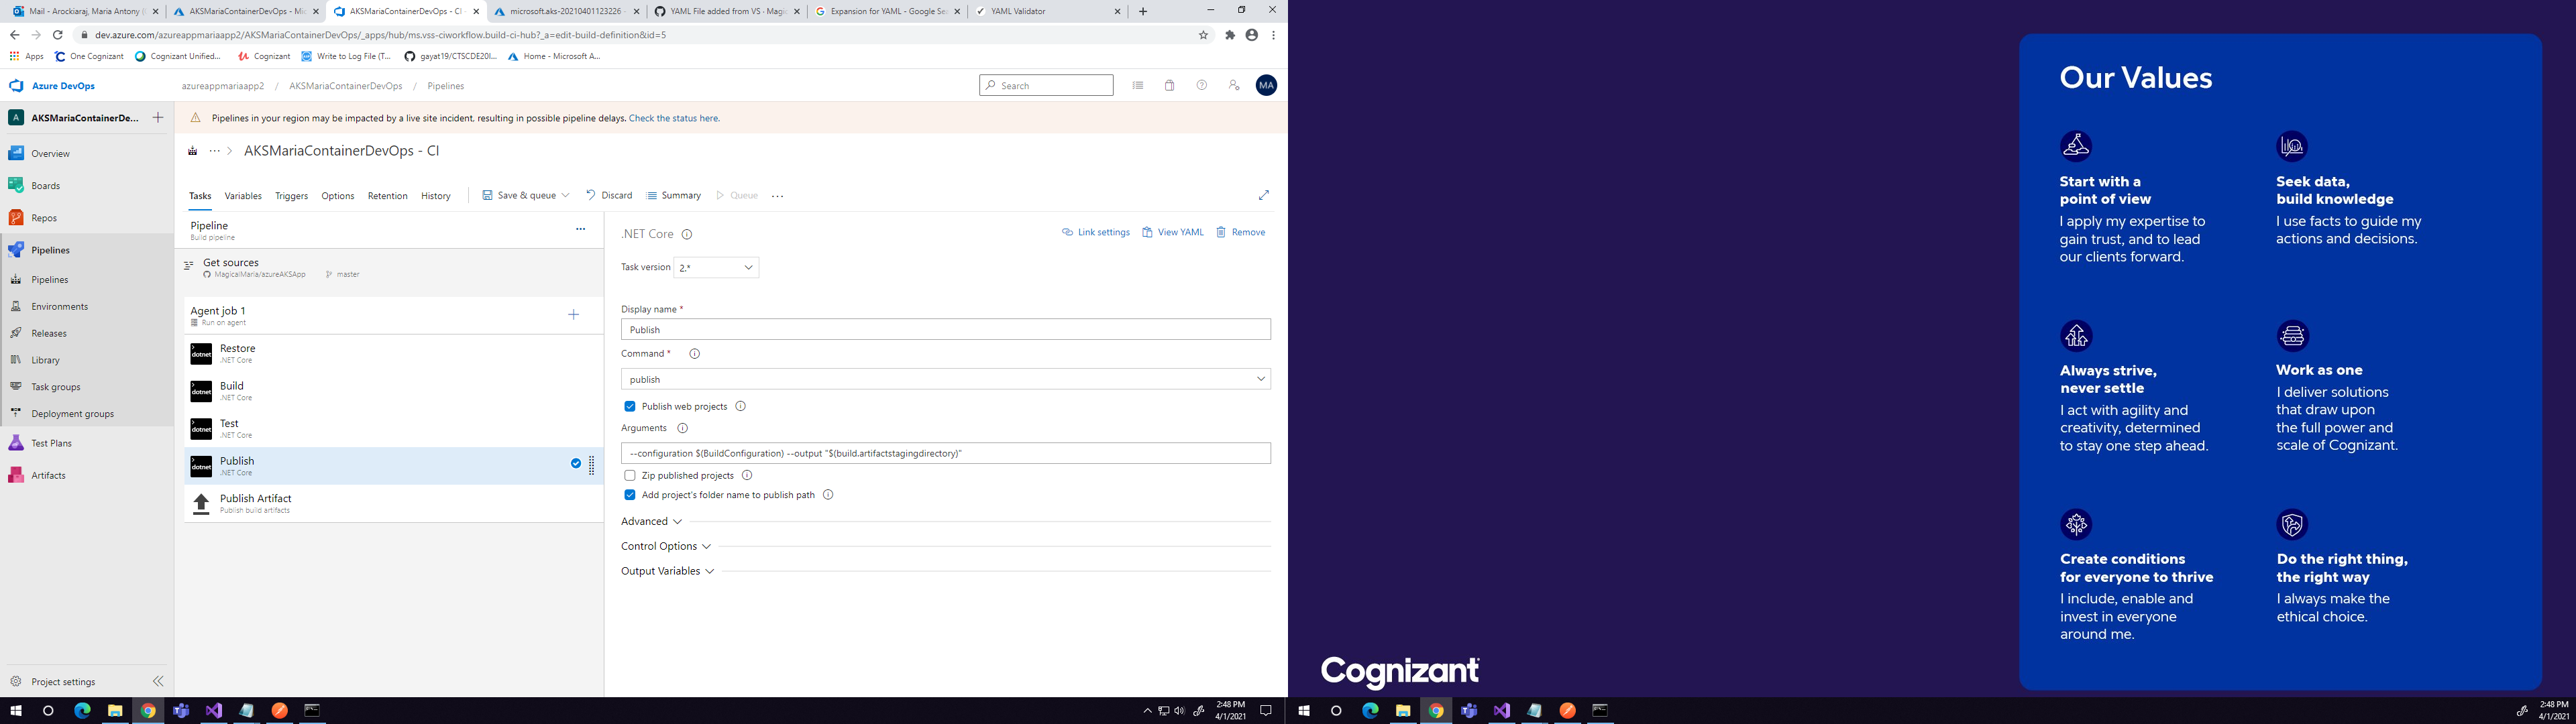 Mail - Arockiaraj, Maria Antony (
AKSMariaContainerDevOps - Mic
AKSMariaContainerDevOps - CI -
microsoft.aks-20210401123226 -
YAML File added from VS · Magic
Expansion for YAML - Google Sea
YAML Validator
dev.azure.com/azureappmariaapp2/AKSMariaContainerDevOps/_apps/hub/ms.vss-ciworkflow.build-ci-hub?_a=edit-build-definition&id=5
Apps
One Cognizant
Cognizant Unified...
Cognizant
Write to Log File (T...
gayat19/CTSCDE20I...
Home - Microsoft A...
Azure DevOps
azureappmariaapp2 / AKSMariaContainerDevOps / Pipelines
Search
MA
A
AKSMariaContainerDe...
Pipelines in your region may be impacted by a live site incident, resulting in possible pipeline delays. Check the status here.
Overview
Boards
Repos
Pipelines
Pipelines
Environments
Releases
Library
Task groups
Deployment groups
Test Plans
Artifacts
Project settings
... > AKSMariaContainerDevOps - CI
Tasks Variables Triggers Options Retention History
Save & queue
Discard
Summary
Queue
...
Pipeline
Build pipeline
...
Get sources
MagicalMaria/azureAKSApp
master
Agent job 1
Run on agent
dotnet
Restore
.NET Core
dotnet
Build
.NET Core
dotnet
Test
.NET Core
dotnet
Publish
.NET Core
Publish Artifact
Publish build artifacts
.NET Core
Link settings
View YAML
Remove
Task version 2.*
Display name *
Publish
Command *
publish
Publish web projects
Arguments
--configuration $(BuildConfiguration) --output "$(build.artifactstagingdirectory)"
Zip published projects
Add project's folder name to publish path
Advanced
Control Options
Output Variables
2:48 PM
4/1/2021
Our Values
Start with a
point of view
I apply my expertise to
gain trust, and to lead
our clients forward.
Seek data,
build knowledge
I use facts to guide my
actions and decisions.
Always strive,
never settle
I act with agility and
creativity, determined
to stay one step ahead.
Work as one
I deliver solutions
that draw upon
the full power and
scale of Cognizant.
Create conditions
for everyone to thrive
I include, enable and
invest in everyone
around me.
Do the right thing,
the right way
I always make the
ethical choice.
Cognizant
2:48 PM
4/1/2021